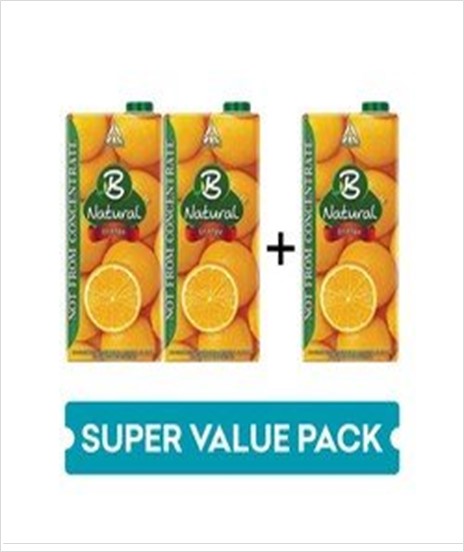 NOT FROM CONCENTRATE
B
Natural
NOT FROM CONCENTRATE
B
Natural
+
NOT FROM CONCENTRATE
B
Natural
SUPER VALUE PACK